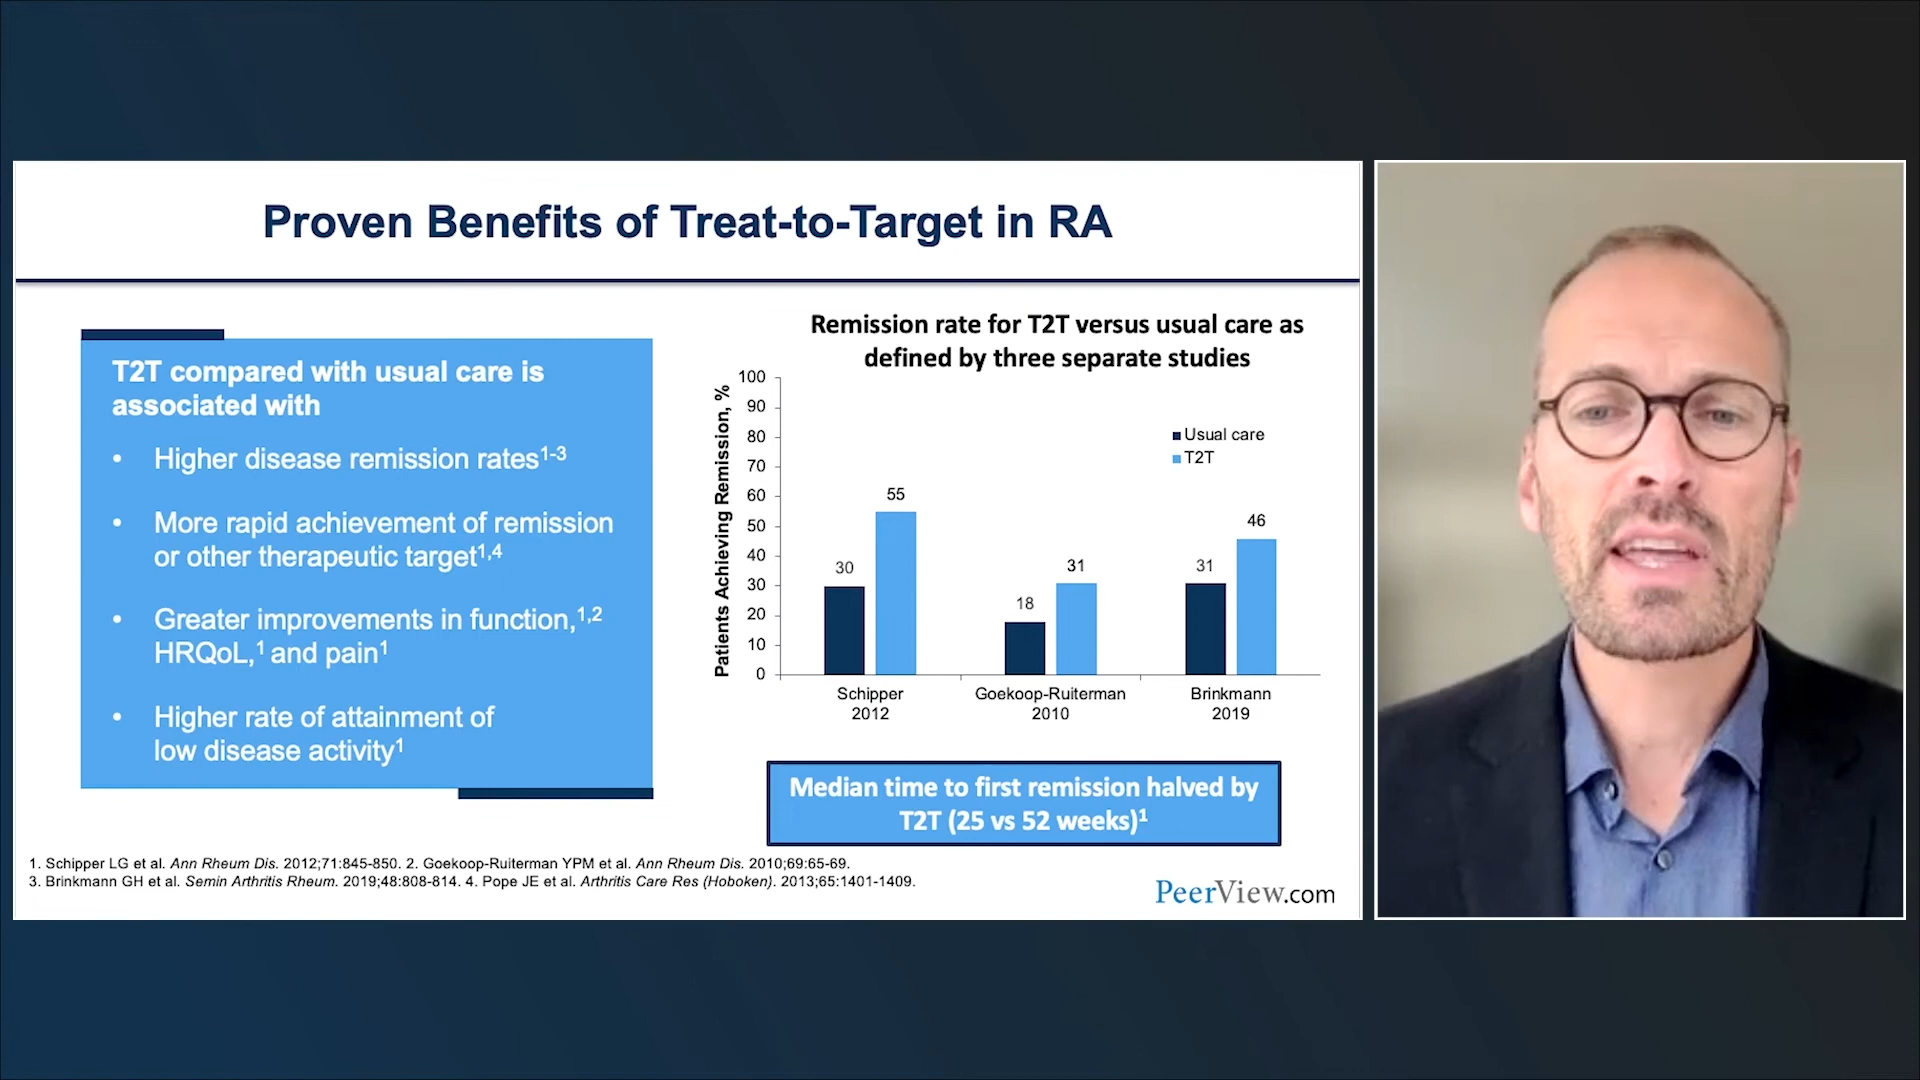 Proven Benefits of Treat-to-Target in RA
T2T compared with usual care is
associated with
• Higher disease remission rates1-3
• More rapid achievement of remission
or other therapeutic target1,4
• Greater improvements in function,1,2
HRQoL,1 and pain1
• Higher rate of attainment of
low disease activity1
Remission rate for T2T versus usual care as
defined by three separate studies
Patients Achieving Remission, %
100
90
80
70
60
50
40
30
20
10
0
Usual care
T2T
30
55
18
31
31
46
Schipper
2012
Goekoop-Ruiterman
2010
Brinkmann
2019
Median time to first remission halved by
T2T (25 vs 52 weeks)1
1. Schipper LG et al. Ann Rheum Dis. 2012;71:845-850. 2. Goekoop-Ruiterman YPM et al. Ann Rheum Dis. 2010;69:65-69.
3. Brinkmann GH et al. Semin Arthritis Rheum. 2019;48:808-814. 4. Pope JE et al. Arthritis Care Res (Hoboken). 2013;65:1401-1409.
PeerView.com